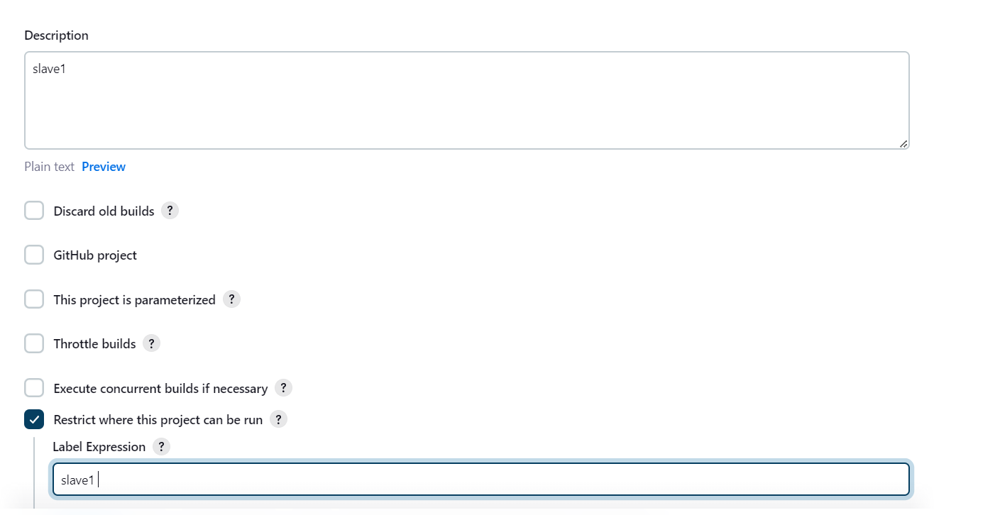 Description
slave1
Plain text Preview
Discard old builds ?
GitHub project
This project is parameterized ?
Throttle builds ?
Execute concurrent builds if necessary ?
Restrict where this project can be run ?
Label Expression ?
slave1